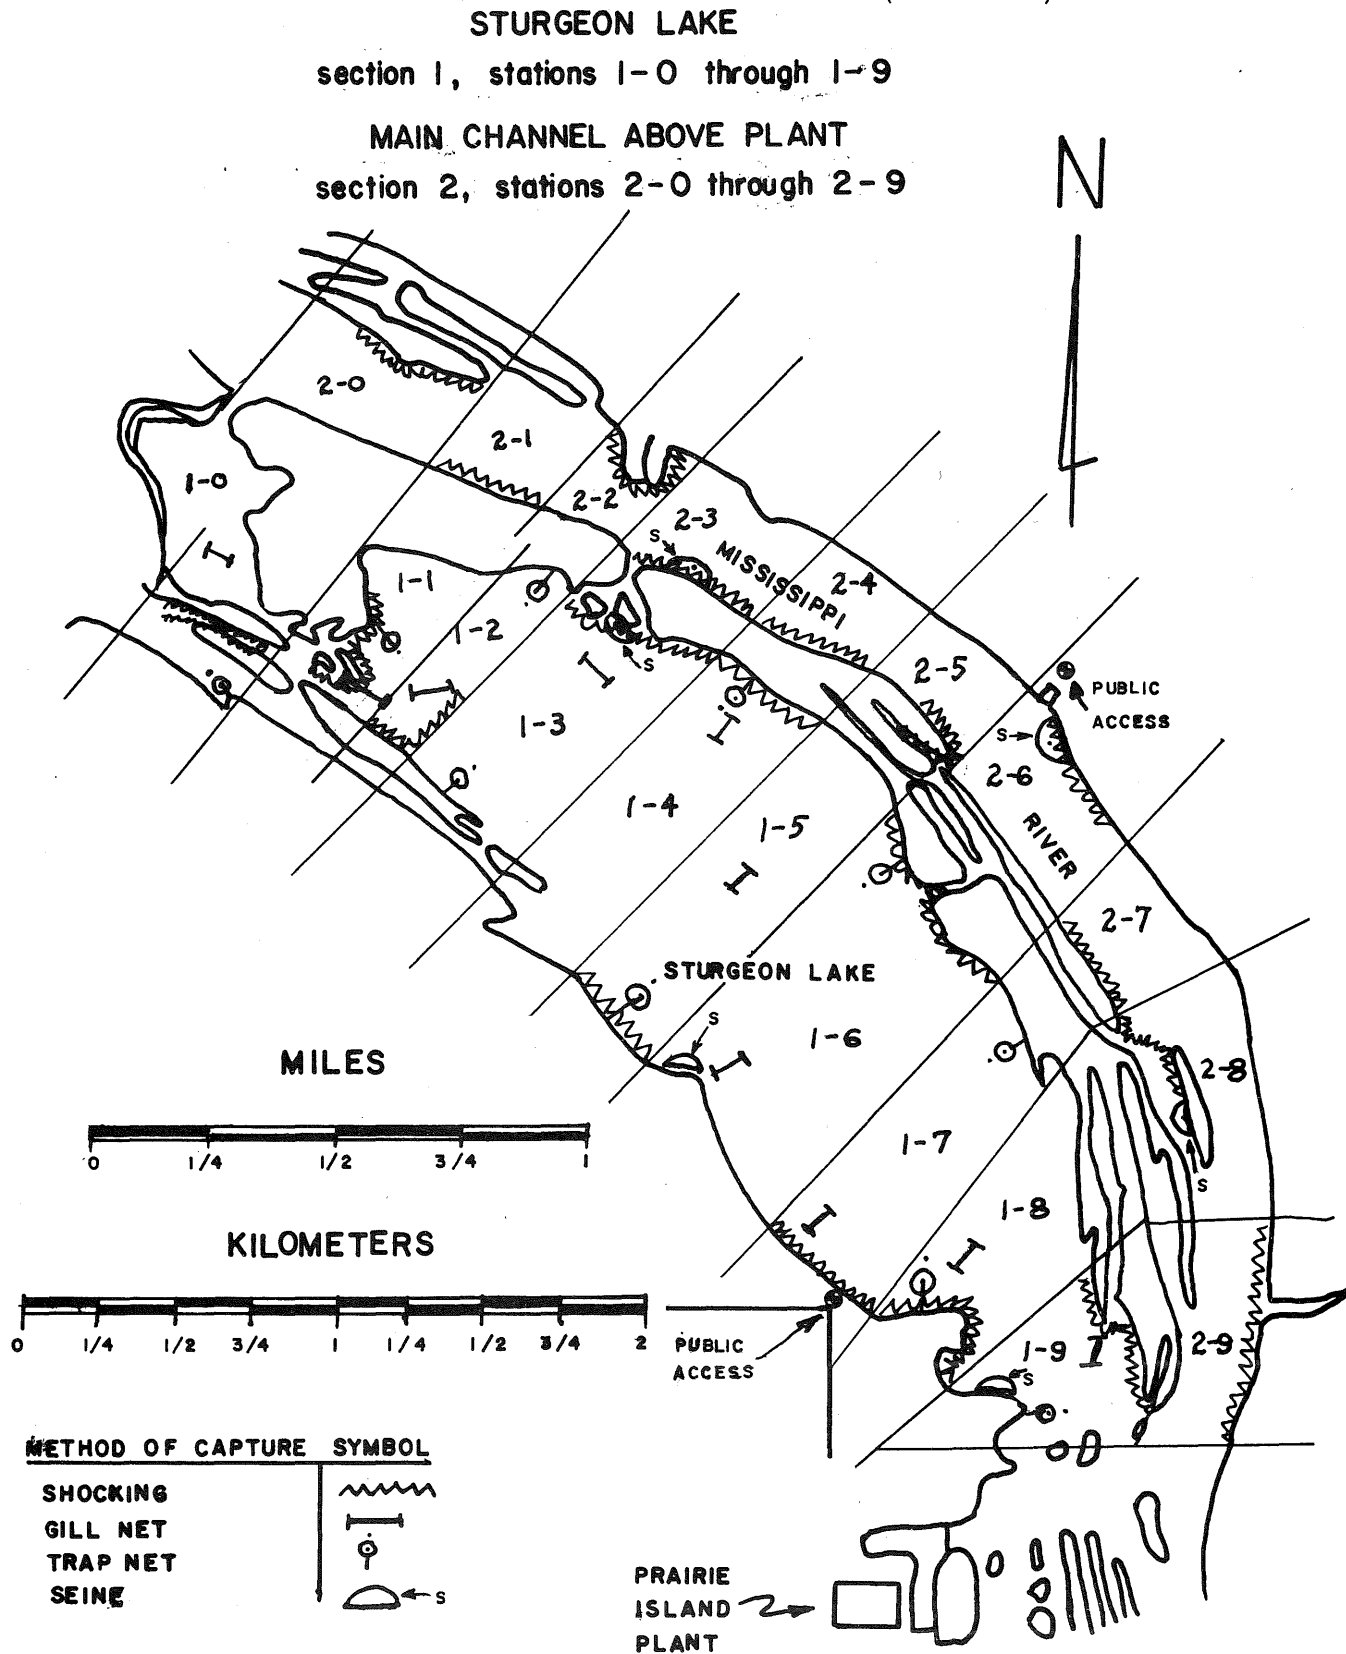 STURGEON LAKE
section 1, stations 1-0 through 1-9
MAIN CHANNEL ABOVE PLANT
section 2, stations 2-0 through 2-9
N
2-0
2-1
1-0
2-2
2-3
S
MISSISSIPPI
2-4
1-1
1-2
S
2-5
PUBLIC
ACCESS
1-3
S
2-6
1-4
1-5
RIVER
2-7
STURGEON LAKE
S
1-6
MILES
0 1/4 1/2 3/4 1
2-8
1-7
S
1-8
KILOMETERS
0 1/4 1/2 3/4 1 1/4 1/2 3/4 2
PUBLIC
ACCESS
1-9
2-9
S
METHOD OF CAPTURE SYMBOL
SHOCKING
GILL NET
TRAP NET
SEINE S
PRAIRIE
ISLAND
PLANT